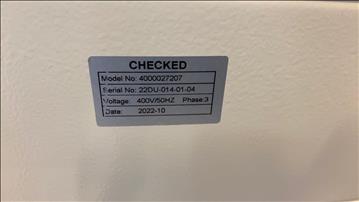 CHECKED
Model No: 4000027207
Serial No: 22DU-014-01-04
Voltage: 400V/50HZ Phase:3
Date: 2022-10